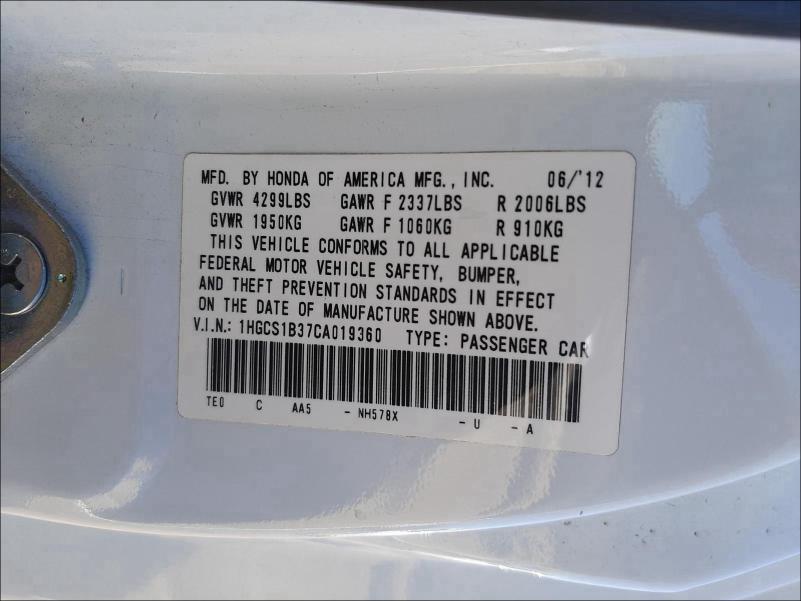 MFD. BY HONDA OF AMERICA MFG., INC. 06/'12
GVWR 4299LBS GAWR F 2337LBS R 2006LBS
GVWR 1950KG GAWR F 1060KG R 910KG
THIS VEHICLE CONFORMS TO ALL APPLICABLE
FEDERAL MOTOR VEHICLE SAFETY, BUMPER,
AND THEFT PREVENTION STANDARDS IN EFFECT
ON THE DATE OF MANUFACTURE SHOWN ABOVE.
V.I.N.: 1HGCS1B37CA019360 TYPE: PASSENGER CAR
TE0 C AA5 - NH578X - U - A